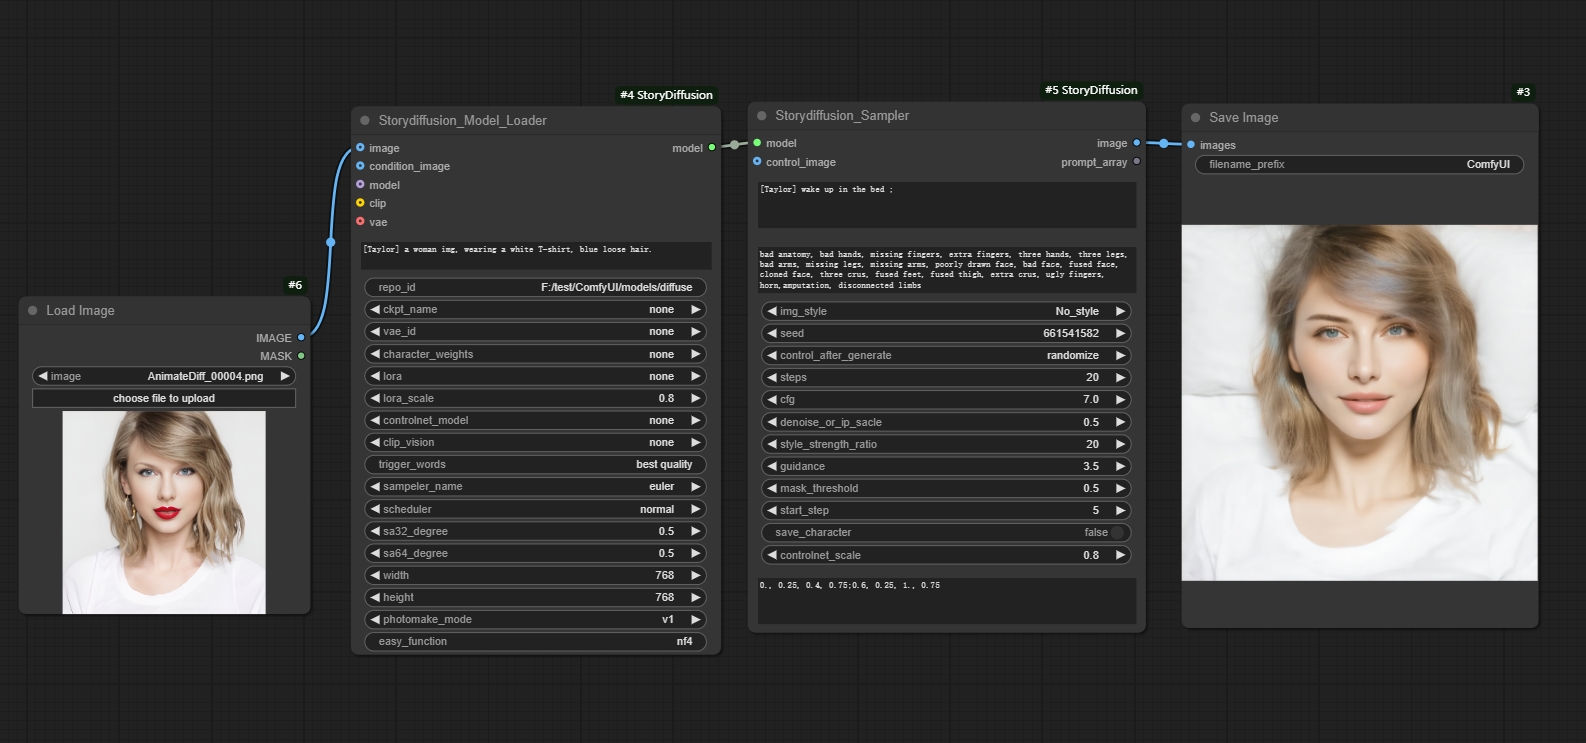 #6
Load Image
IMAGE
MASK
image AnimateDiff_00004.png
choose file to upload
#4 StoryDiffusion
Storydiffusion_Model_Loader
image model
condition_image
model
clip
vae
[Taylor] a woman img, wearing a white T-shirt, blue loose hair.
repo_id F:/test/ComfyUI/models/diffuse
ckpt_name none
vae_id none
character_weights none
lora none
lora_scale 0.8
controlnet_model none
clip_vision none
trigger_words best quality
sampeler_name euler
scheduler normal
sa32_degree 0.5
sa64_degree 0.5
width 768
height 768
photomake_mode v1
easy_function nf4
#5 StoryDiffusion
Storydiffusion_Sampler
model image
control_image prompt_array
[Taylor] wake up in the bed ;
bad anatomy, bad hands, missing fingers, extra fingers, three hands, three legs,
bad arms, missing legs, missing arms, poorly drawn face, bad face, fused face,
cloned face, three crus, fused feet, fused thigh, extra crus, ugly fingers,
horn,amputation, disconnected limbs
img_style No_style
seed 661541582
control_after_generate randomize
steps 20
cfg 7.0
denoise_or_ip_sacle 0.5
style_strength_ratio 20
guidance 3.5
mask_threshold 0.5
start_step 5
save_character false
controlnet_scale 0.8
0., 0.25, 0.4, 0.75;0.6, 0.25, 1., 0.75
#3
Save Image
images
filename_prefix ComfyUI